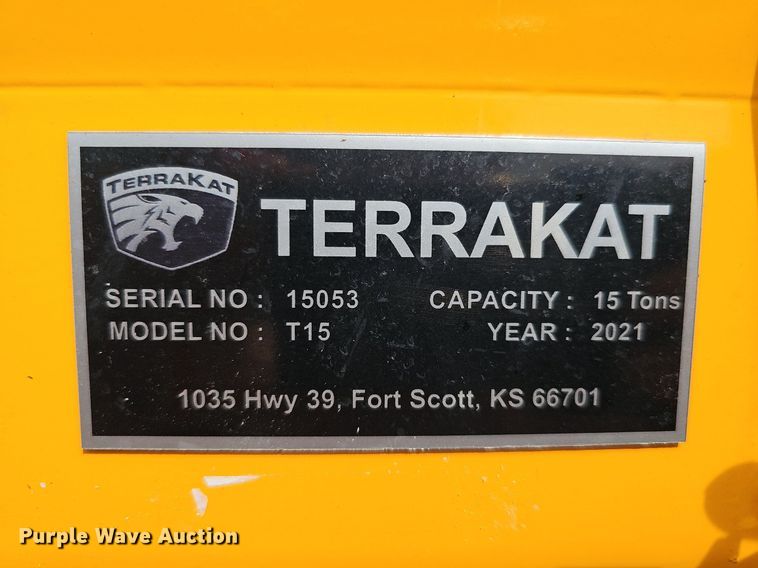 TERRAKAT
TERRAKAT
SERIAL NO : 15053 CAPACITY : 15 Tons
MODEL NO : T15 YEAR : 2021
1035 Hwy 39, Fort Scott, KS 66701
Purple Wave Auction